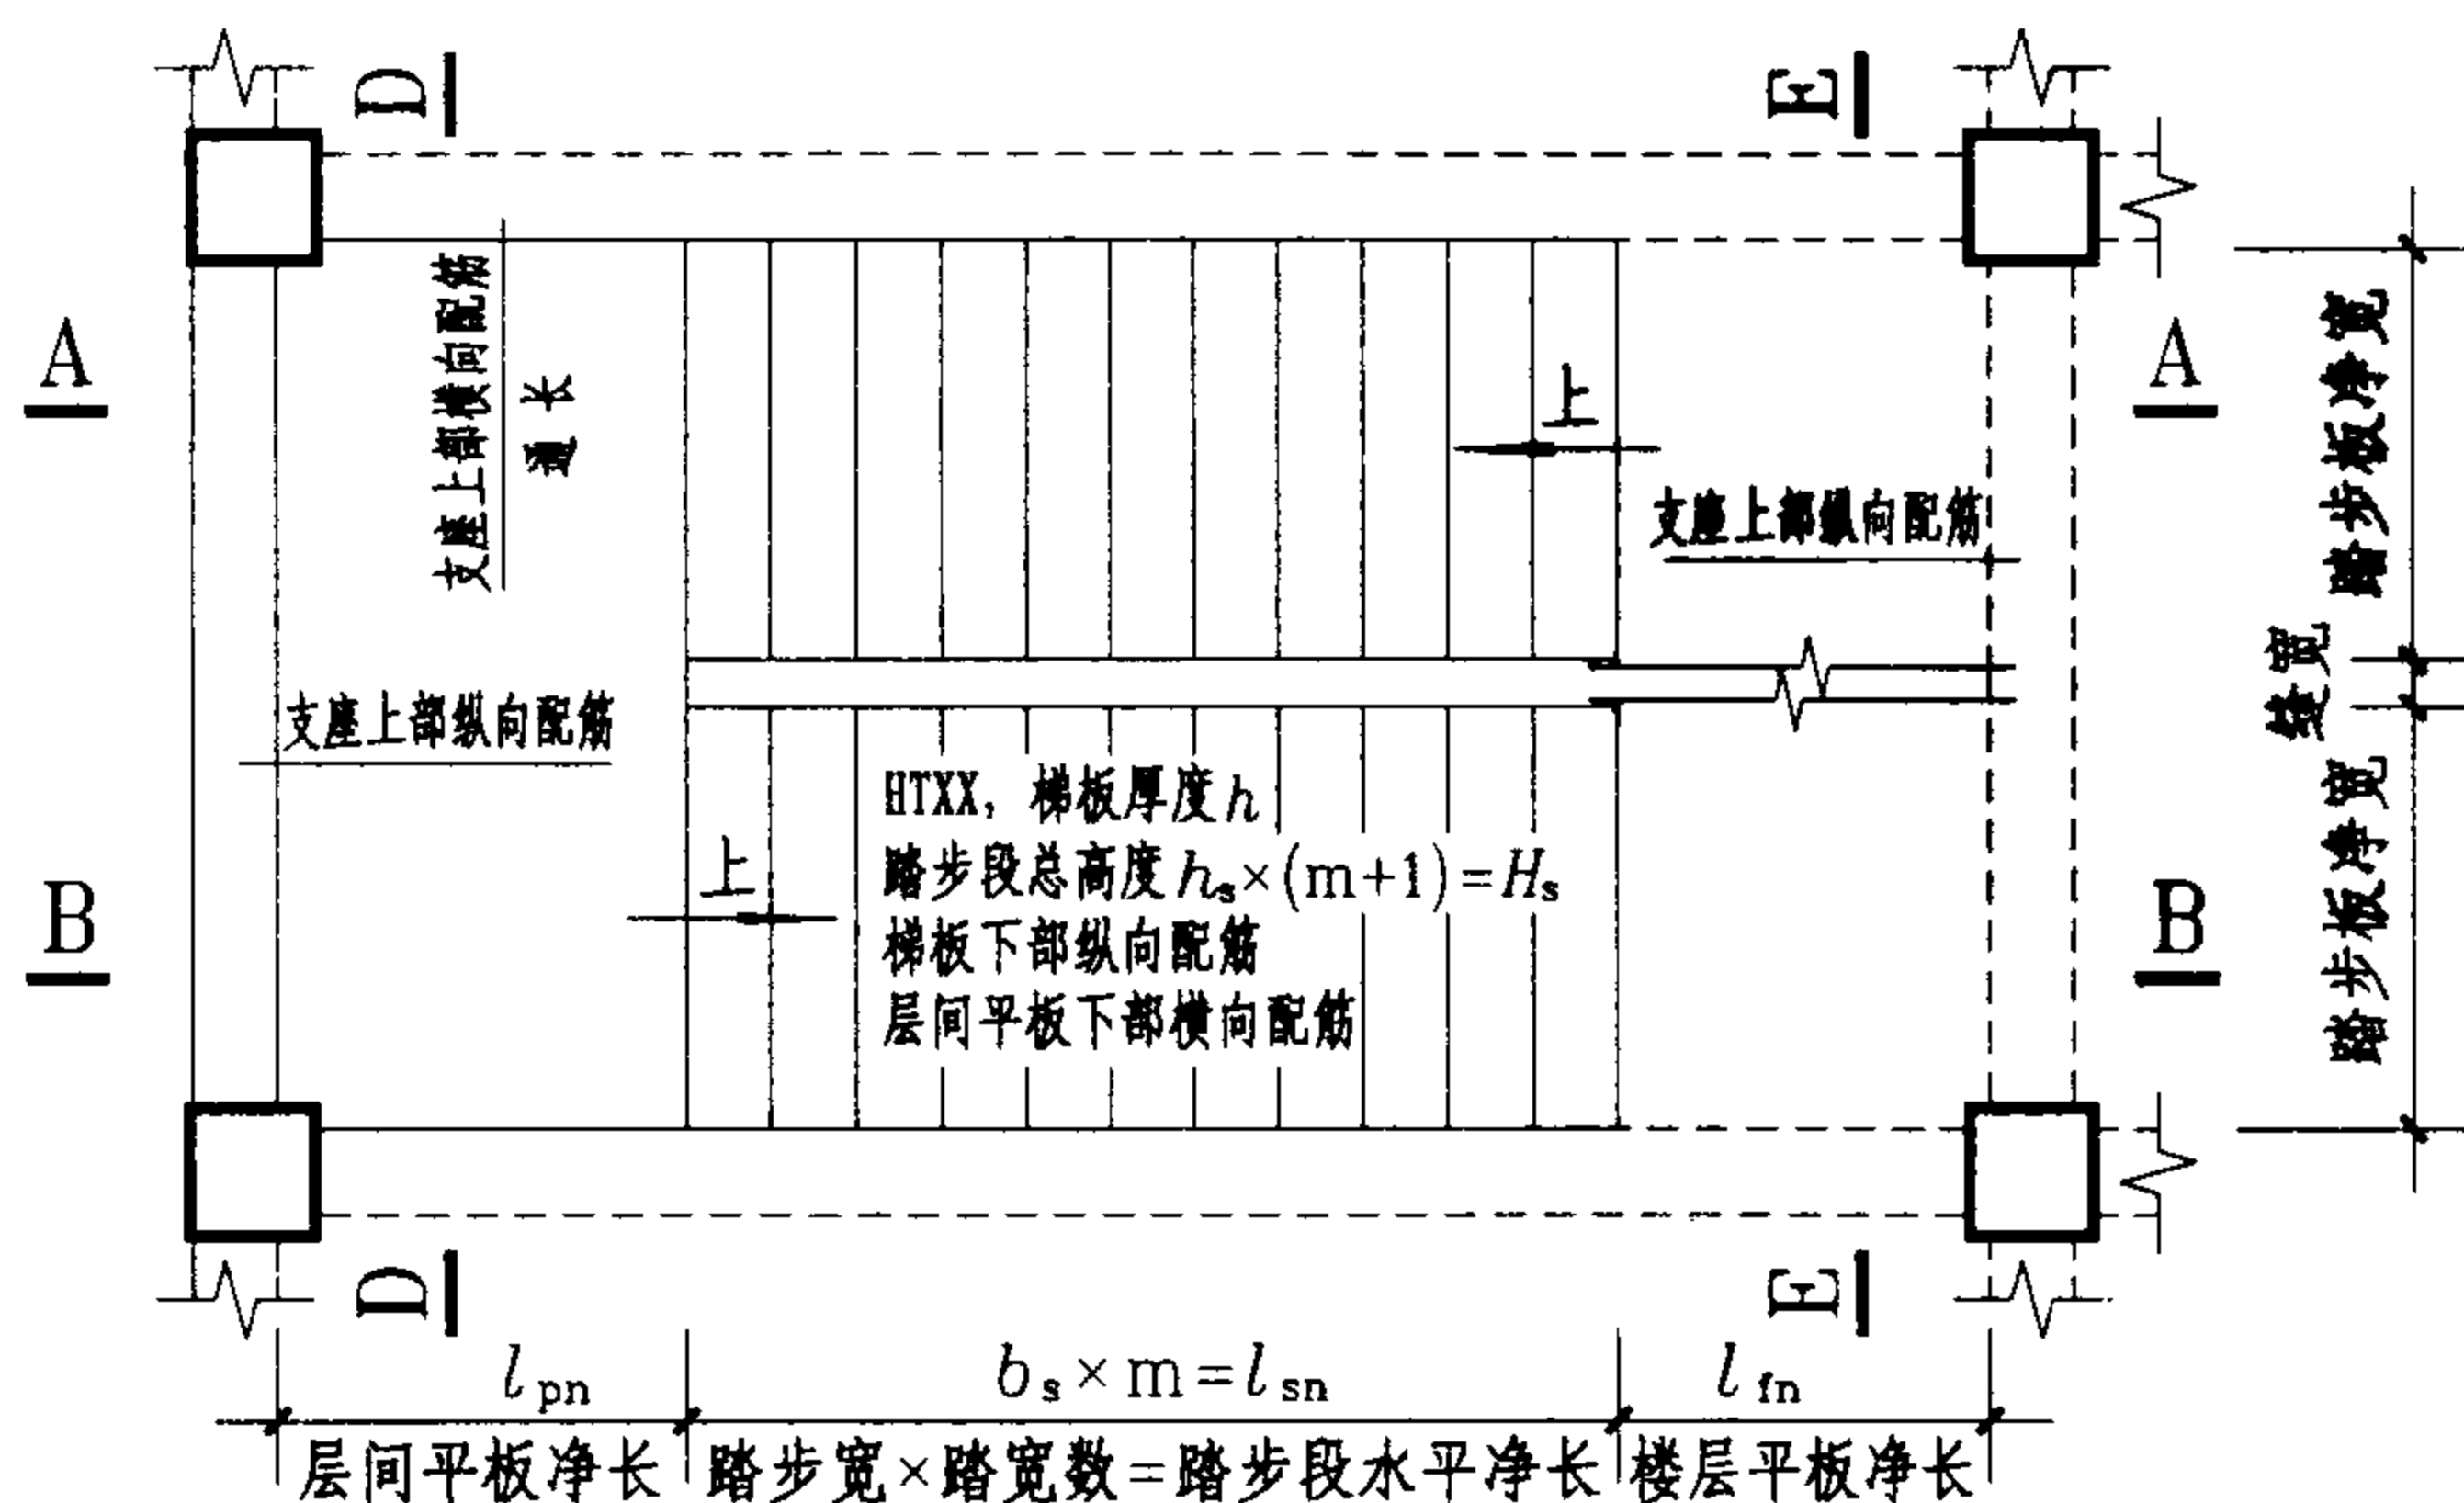 D
E
A
A
支座上部横向配筋
通长
上
支座上部纵向配筋
踏步板净宽
缝宽
支座上部纵向配筋
HTXX, 梯板厚度h
踏步段总高度hs×(m+1)=Hs
梯板下部纵向配筋
层间平板下部横向配筋
上
B
B
踏步板净宽
D
E
lpn
bs×m=lsn
lfn
层间平板净长
踏步宽×踏宽数=踏步段水平净长
楼层平板净长